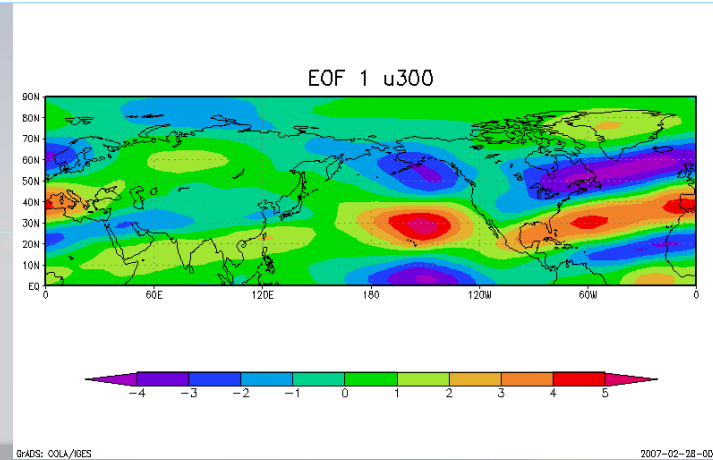 EOF 1 u300
90N
80N
70N
60N
50N
40N
30N
20N
10N
EQ
0 60E 120E 180 120W 60W 0
-4 -3 -2 -1 0 1 2 3 4 5
GrADS: COLA/IGES 2007-02-28-00